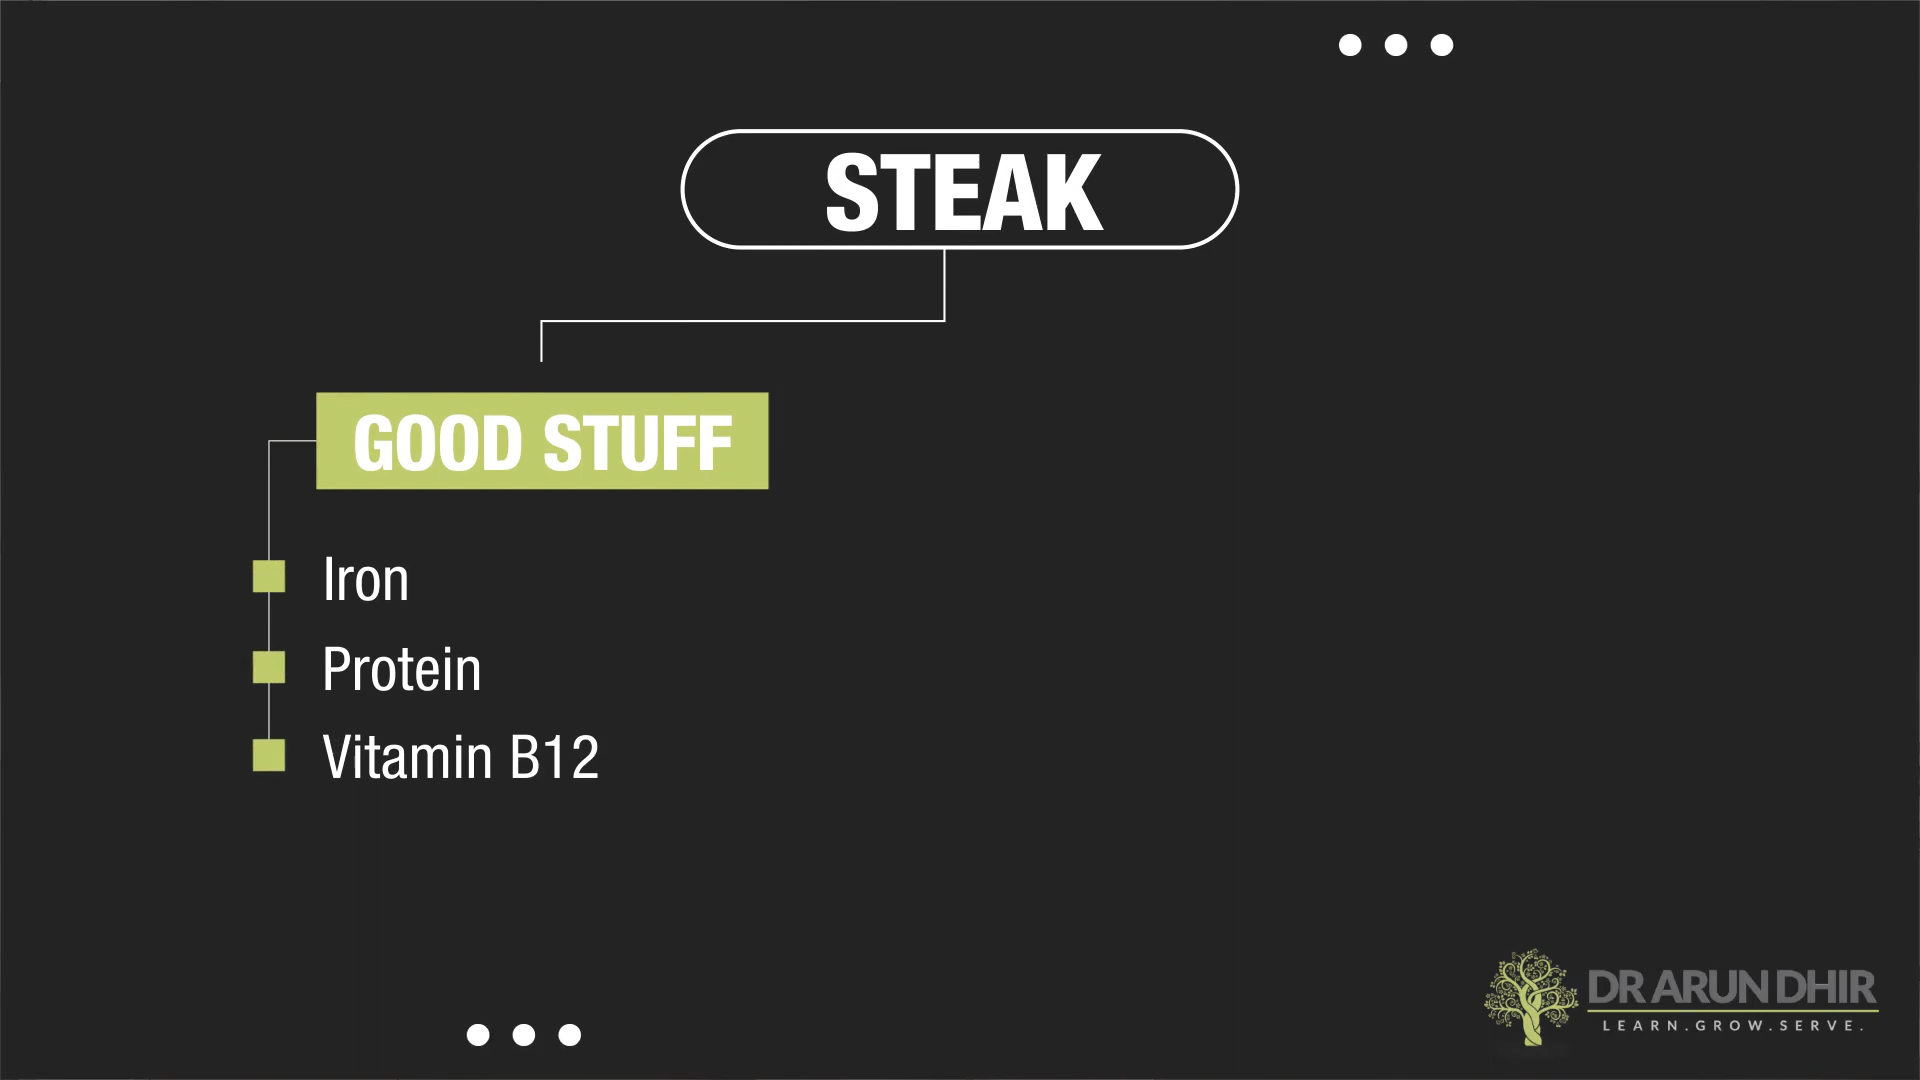 STEAK
GOOD STUFF
Iron
Protein
Vitamin B12
DR ARUN DHIR
LEARN.GROW.SERVE.